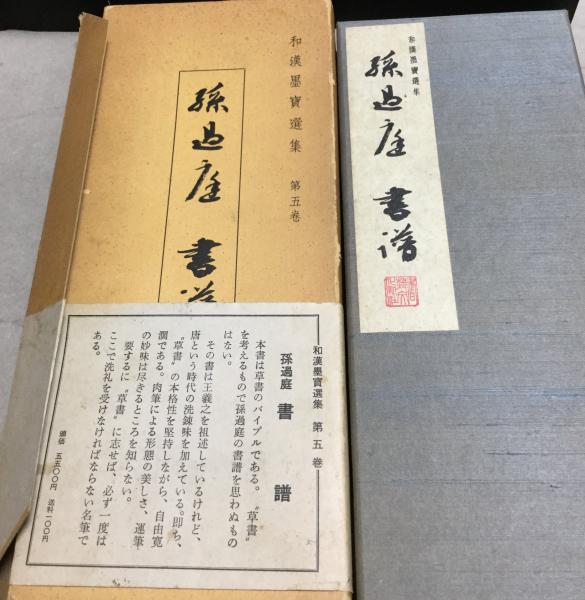 和漢墨寶選集
孫過庭 書譜
和漢墨寶選集 第五巻
孫過庭 書
和漢墨寶選集 第五巻
孫過庭 書譜
本書は草書のバイブルである。〝草書〟
を考えるもので孫過庭の書譜を思わぬもの
はない。
その書は王羲之を祖述しているけれど、
唐という時代の洗錬味を加えている。即ち、
〝草書〟の本格性を堅持しながら、自由寛
濶である。肉筆による形態の美しさ、運筆
の妙味は尽きるところを知らない。
要するに〝草書〟に志せば、必ず一度は
ここで洗礼を受けなければならない名筆で
ある。
頒価 五五〇〇円 送料一〇〇円